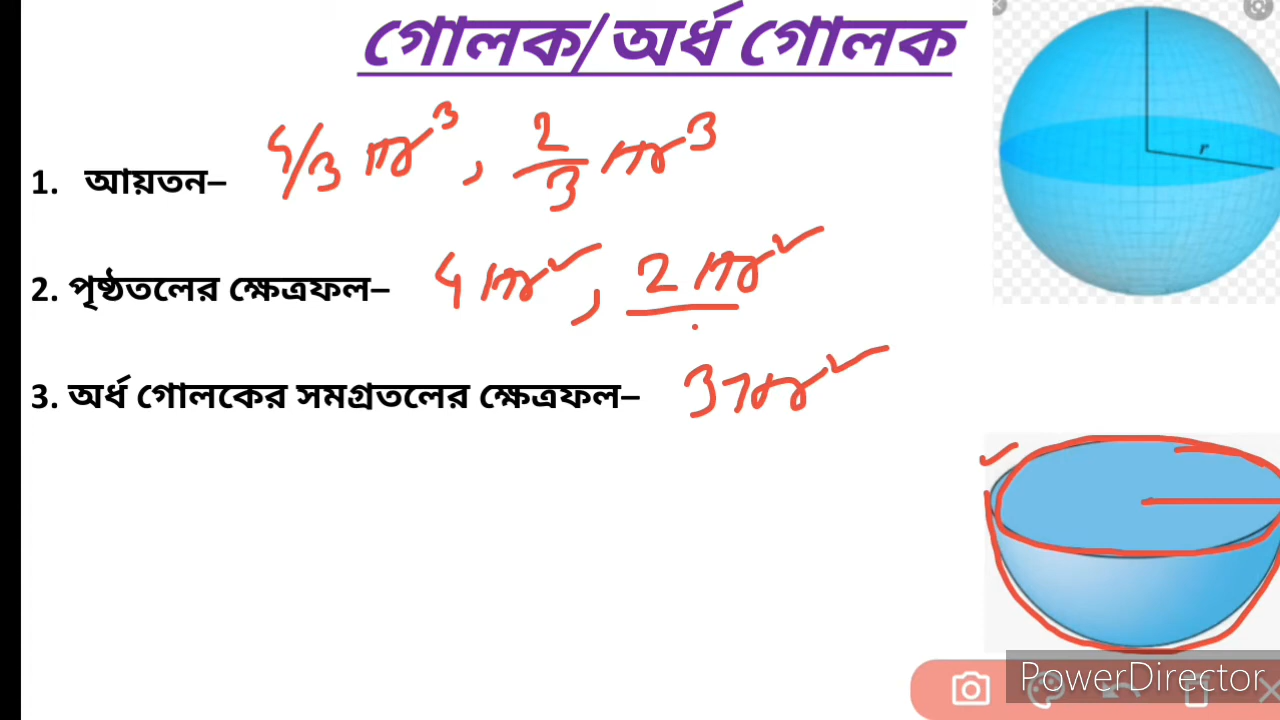 গোলক/অর্ধ গোলক
1. আয়তন– 4/3 πr³, 2/3 πr³
r
2. পৃষ্ঠতলের ক্ষেত্রফল– 4πr², 2πr²
3. অর্ধ গোলকের সমগ্রতলের ক্ষেত্রফল– 3πr²
PowerDirector